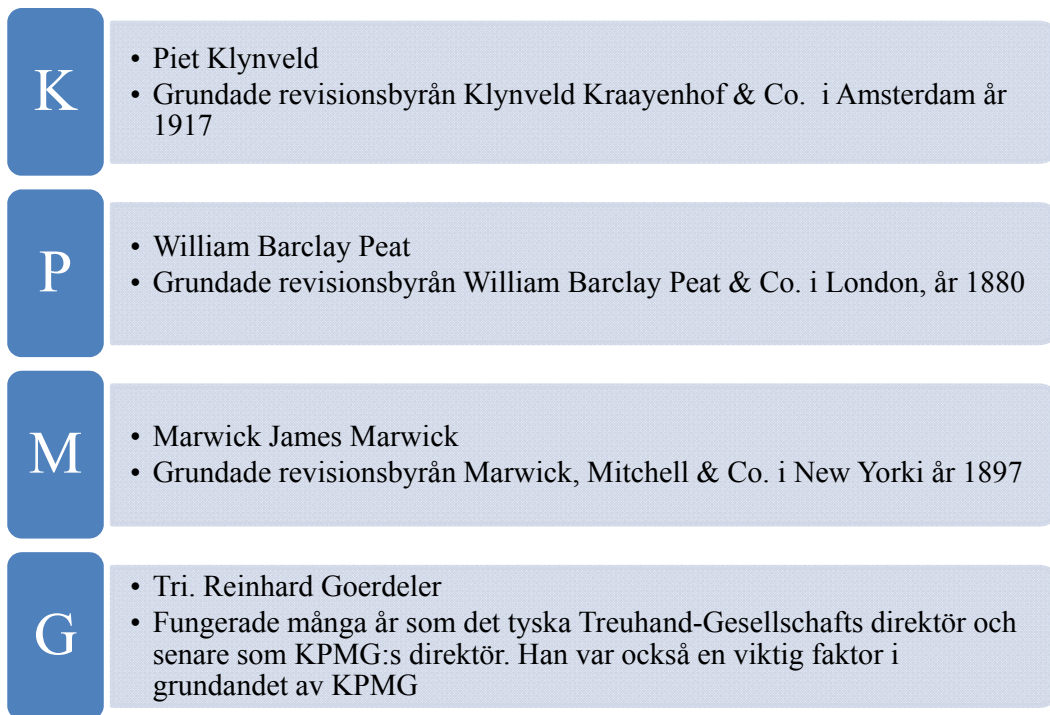 K
• Piet Klynveld
• Grundade revisionsbyrån Klynveld Kraayenhof & Co. i Amsterdam år
1917
P
• William Barclay Peat
• Grundade revisionsbyrån William Barclay Peat & Co. i London, år 1880
M
• Marwick James Marwick
• Grundade revisionsbyrån Marwick, Mitchell & Co. i New Yorki år 1897
G
• Tri. Reinhard Goerdeler
• Fungerade många år som det tyska Treuhand-Gesellschafts direktör och
senare som KPMG:s direktör. Han var också en viktig faktor i
grundandet av KPMG